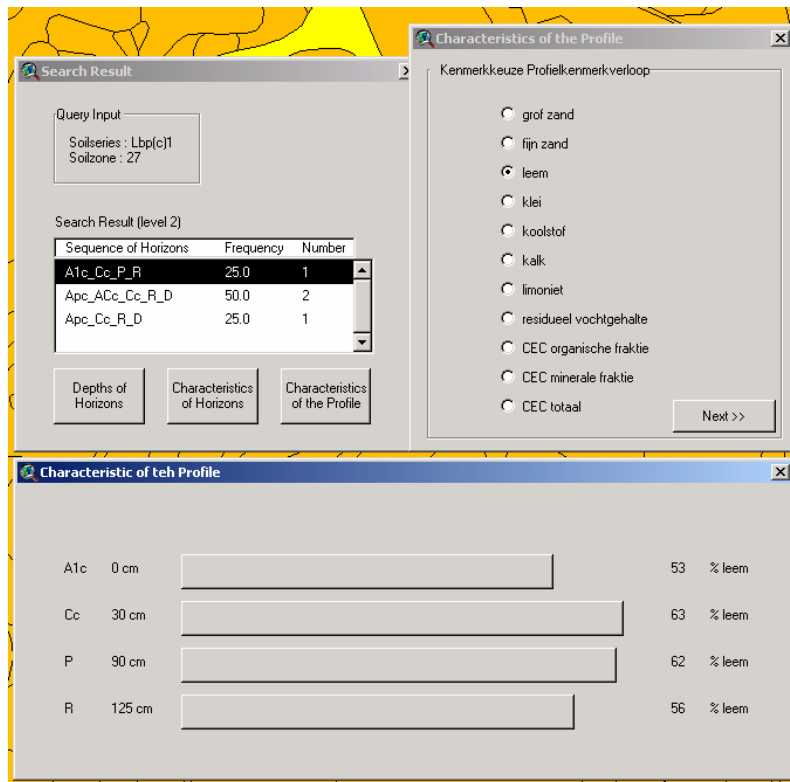 Search Result
Query Input
Soilseries : Lbp(c)1
Soilzone : 27
Search Result (level 2)
Sequence of Horizons Frequency Number
A1c_Cc_P_R 25.0 1
Apc_ACc_Cc_R_D 50.0 2
Apc_Cc_R_D 25.0 1
Depths of
Horizons
Characteristics
of Horizons
Characteristics
of the Profile
Characteristics of the Profile
Kenmerkkeuze Profielkenmerkverloop
grof zand
fijn zand
leem
klei
koolstof
kalk
limoniet
residueel vochtgehalte
CEC organische fraktie
CEC minerale fraktie
CEC totaal
Next >>
Characteristic of teh Profile
A1c 0 cm 53 % leem
Cc 30 cm 63 % leem
P 90 cm 62 % leem
R 125 cm 56 % leem